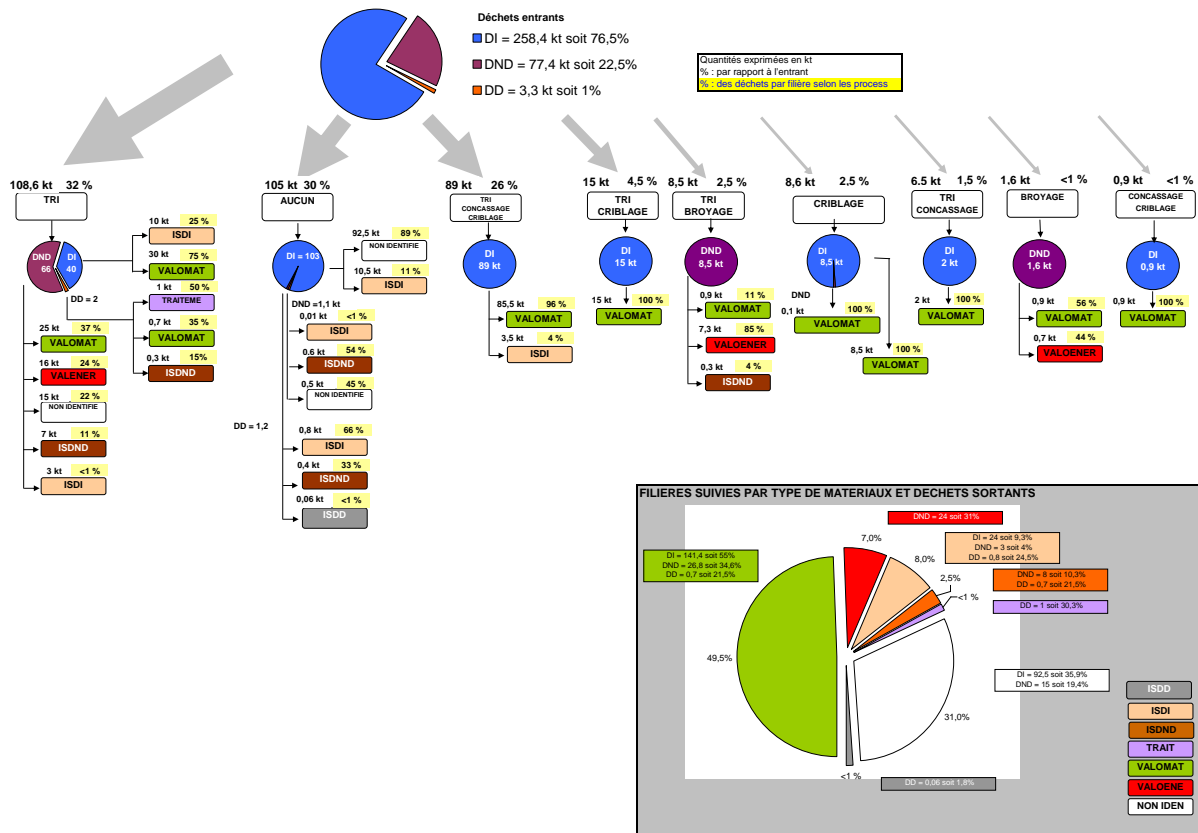 Déchets entrants
DI = 258,4 kt soit 76,5%
DND = 77,4 kt soit 22,5%
DD = 3,3 kt soit 1%
Quantités exprimées en kt
% : par rapport à l'entrant
% : des déchets par filière selon les process
108,6 kt 32 %
TRI
DND
66
DI
40
DD = 2
10 kt 25 %
ISDI
30 kt 75 %
VALOMAT
1 kt 50 %
TRAITEME
0,7 kt 35 %
VALOMAT
0,3 kt 15%
ISDND
25 kt 37 %
VALOMAT
16 kt 24 %
VALENER
15 kt 22 %
NON IDENTIFIE
7 kt 11 %
ISDND
3 kt <1 %
ISDI
105 kt 30 %
AUCUN
DI = 103
92,5 kt 89 %
NON IDENTIFIE
10,5 kt 11 %
ISDI
DND =1,1 kt
0,01 kt <1 %
ISDI
0.6 kt 54 %
ISDND
0,5 kt 45 %
NON IDENTIFIE
DD = 1,2
0,8 kt 66 %
ISDI
0,4 kt 33 %
ISDND
0,06 kt <1 %
ISDD
89 kt 26 %
TRI
CONCASSAGE
CRIBLAGE
DI
89 kt
85,5 kt 96 %
VALOMAT
3,5 kt 4 %
ISDI
15 kt 4,5 %
TRI
CRIBLAGE
DI
15 kt
15 kt 100 %
VALOMAT
8,5 kt 2,5 %
TRI
BROYAGE
DND
8,5 kt
0,9 kt 11 %
VALOMAT
7,3 kt 85 %
VALOENER
0,3 kt 4 %
ISDND
8,6 kt 2,5 %
CRIBLAGE
DI
8,5 kt
DND
0,1 kt 100 %
VALOMAT
8,5 kt 100 %
VALOMAT
6.5 kt 1,5 %
TRI
CONCASSAGE
DI
2 kt
2 kt 100 %
VALOMAT
1.6 kt <1 %
BROYAGE
DND
1,6 kt
0,9 kt 56 %
VALOMAT
0,7 kt 44 %
VALOENER
0,9 kt <1 %
CONCASSAGE
CRIBLAGE
DI
0,9 kt
0,9 kt 100 %
VALOMAT
FILIERES SUIVIES PAR TYPE DE MATERIAUX ET DECHETS SORTANTS
DND = 24 soit 31%
DI = 141,4 soit 55%
DND = 26,8 soit 34,6%
DD = 0,7 soit 21,5%
DI = 24 soit 9,3%
DND = 3 soit 4%
DD = 0,8 soit 24,5%
DND = 8 soit 10,3%
DD = 0,7 soit 21,5%
DD = 1 soit 30,3%
DI = 92,5 soit 35,9%
DND = 15 soit 19,4%
DD = 0,06 soit 1,8%
7,0%
8,0%
2,5%
<1 %
49,5%
31,0%
<1 %
ISDD
ISDI
ISDND
TRAIT
VALOMAT
VALOENE
NON IDEN